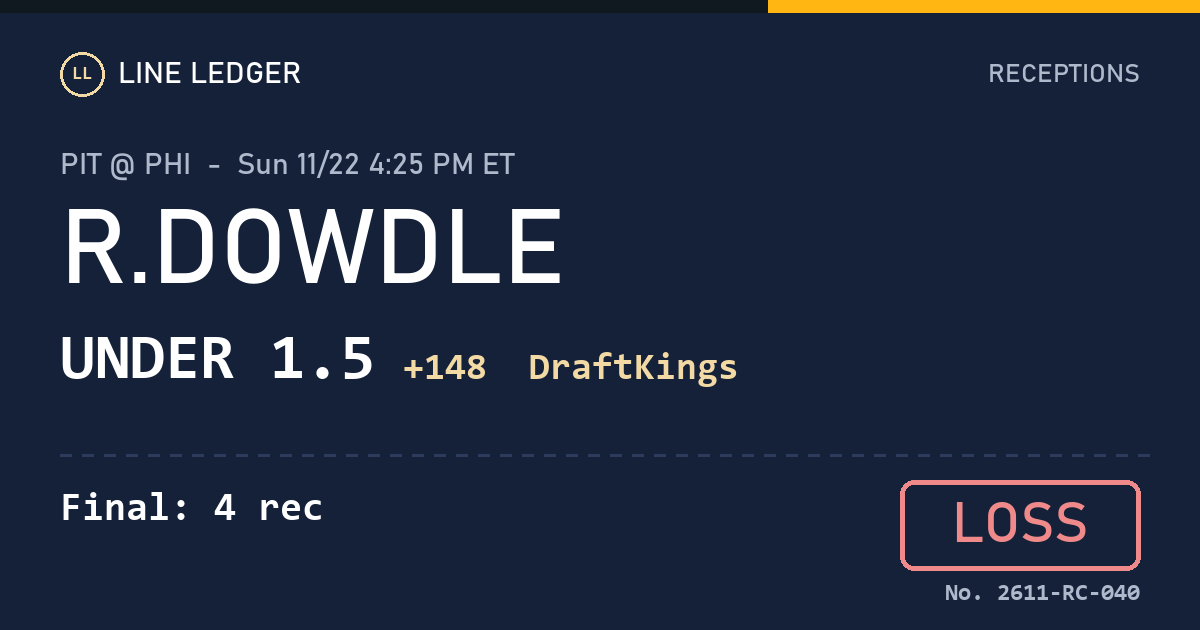 LL LINE LEDGER
RECEPTIONS
PIT @ PHI - Sun 11/22 4:25 PM ET
R.DOWDLE
UNDER 1.5 +148 DraftKings
Final: 4 rec
LOSS
No. 2611-RC-040